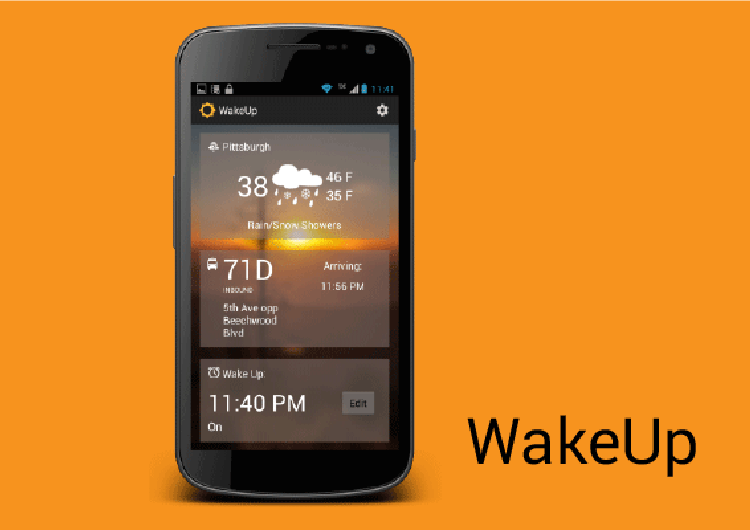 11:41
WakeUp
Pittsburgh
38
46 F
35 F
Rain/Snow Showers
71D
Arriving:
INBOUND
11:56 PM
5th Ave opp
Beechwood
Blvd
Wake Up:
11:40 PM
Edit
On
WakeUp